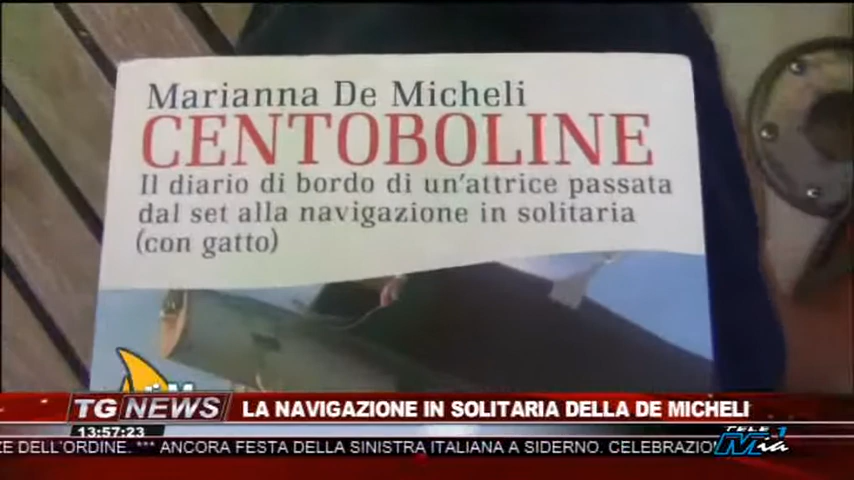 Marianna De Micheli
CENTOBOLINE
Il diario di bordo di un'attrice passata
dal set alla navigazione in solitaria
(con gatto)
TG NEWS
LA NAVIGAZIONE IN SOLITARIA DELLA DE MICHELI
13:57:23
ZE DELL'ORDINE. *** ANCORA FESTA DELLA SINISTRA ITALIANA A SIDERNO. CELEBRAZIO
TELE
Mia